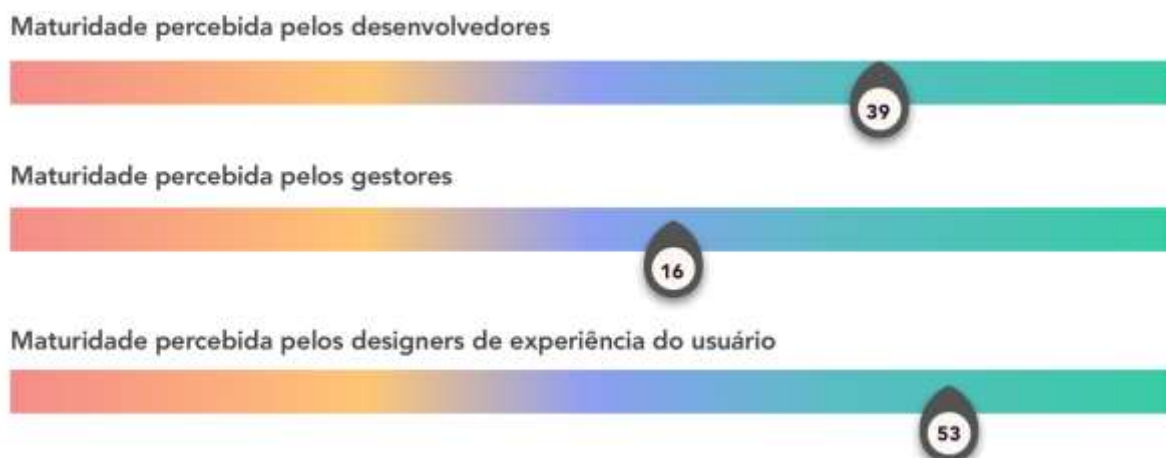 Maturidade percebida pelos desenvolvedores
39
Maturidade percebida pelos gestores
16
Maturidade percebida pelos designers de experiência do usuário
53